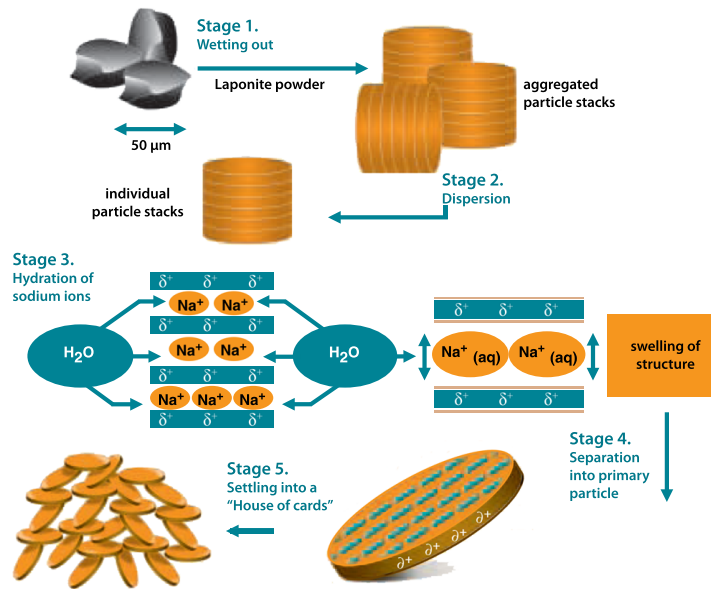 Stage 1.
Wetting out
Laponite powder
50 µm
aggregated
particle stacks
individual
particle stacks
Stage 2.
Dispersion
Stage 3.
Hydration of
sodium ions
δ+ δ+ δ+
Na+ Na+
δ+ δ+ δ+
H2O
Na+ Na+
H2O
δ+ δ+ δ+
Na+ Na+ Na+
δ+ δ+ δ+
δ+ δ+ δ+
Na+ (aq) Na+ (aq)
δ+ δ+ δ+
swelling of
structure
Stage 4.
Separation
into primary
particle
Stage 5.
Settling into a
“House of cards”
∂+ ∂+ ∂+ ∂+